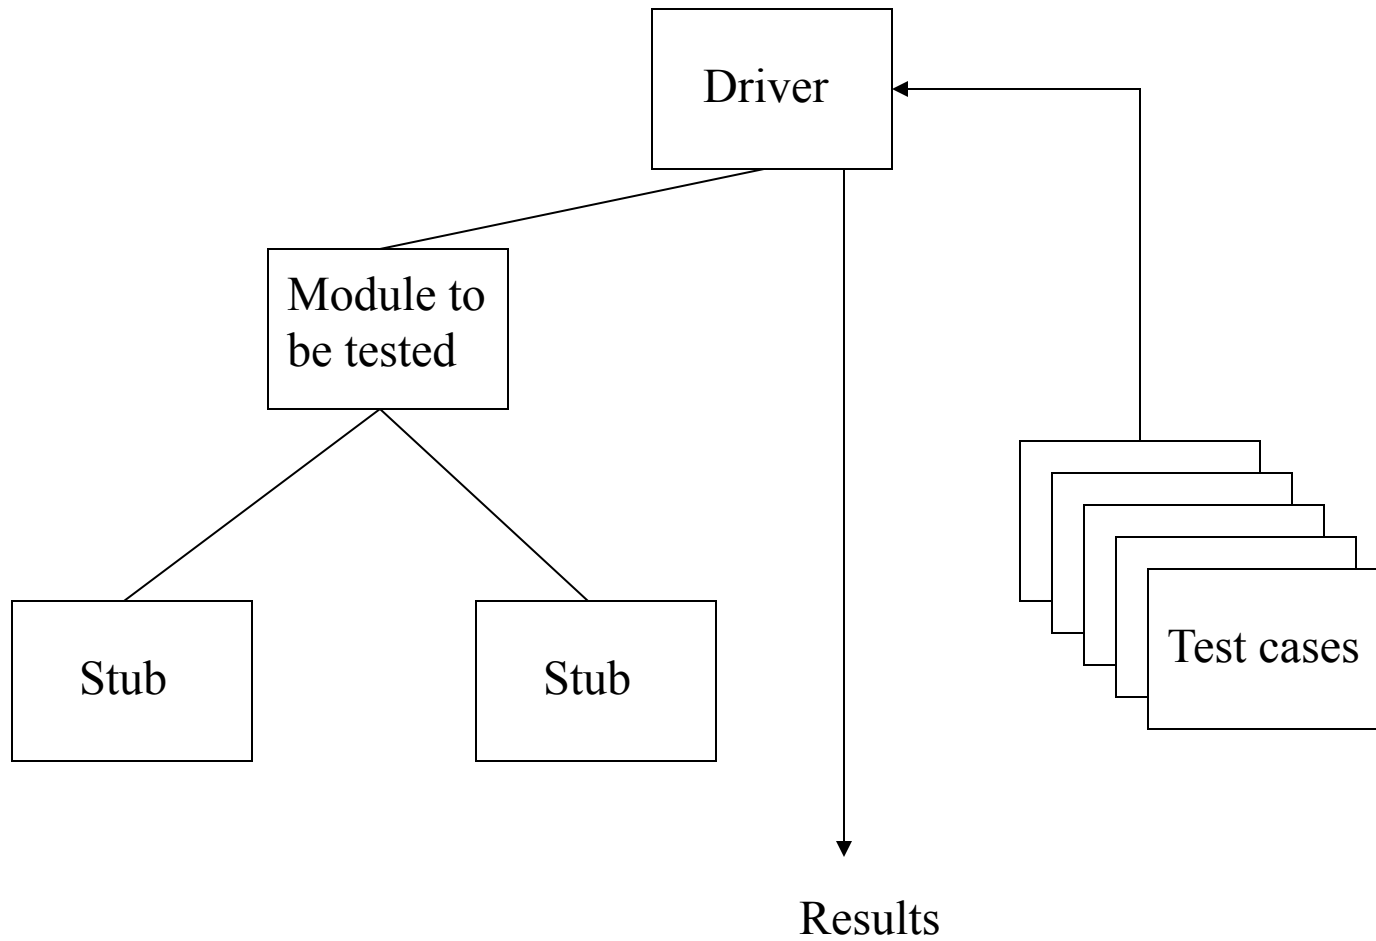 Driver
Module to
be tested
Stub
Stub
Test cases
Results